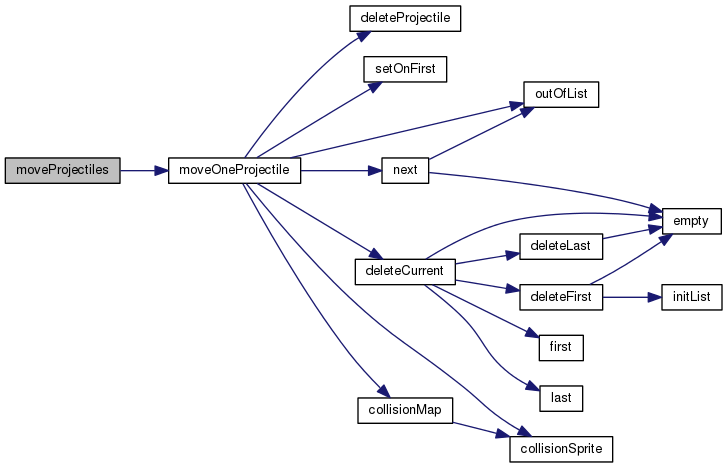 deleteProjectile
setOnFirst
outOfList
moveProjectiles
moveOneProjectile
next
empty
deleteLast
deleteCurrent
deleteFirst
initList
first
last
collisionMap
collisionSprite